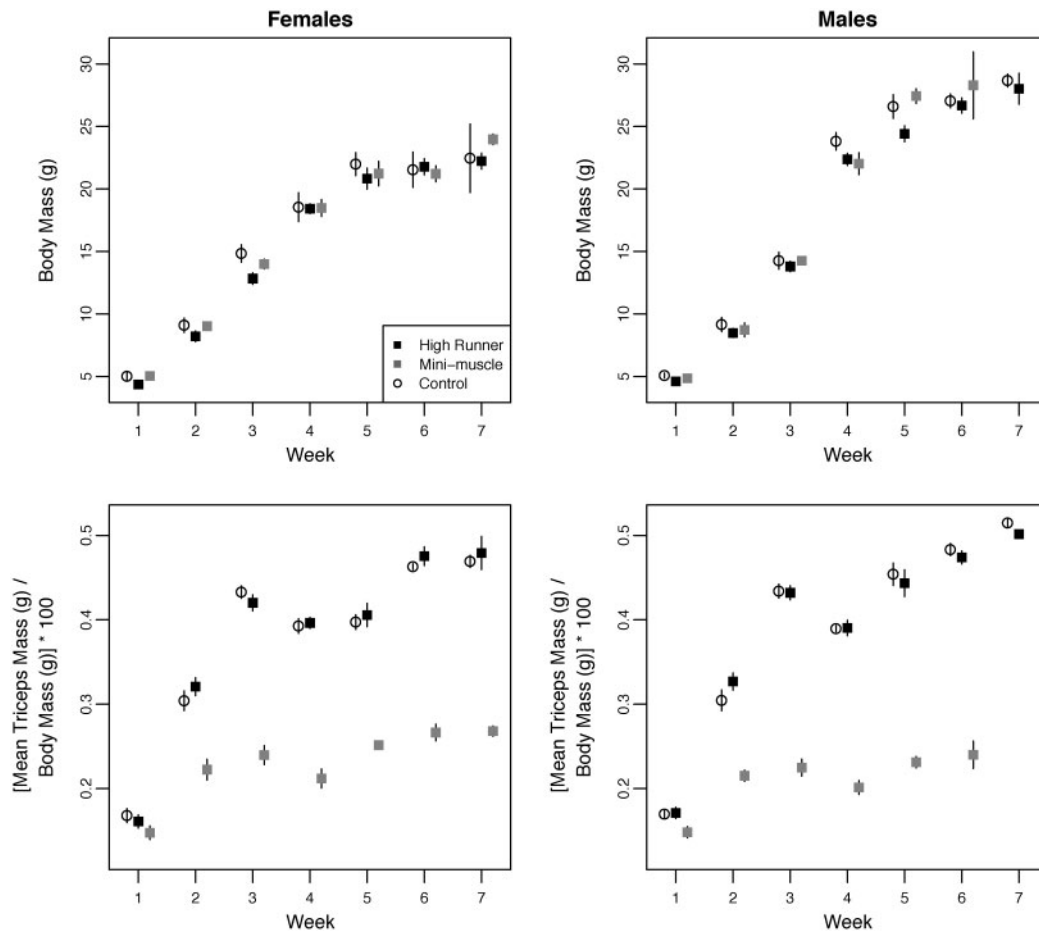 Females
Body Mass (g)
30
25
20
15
10
5
High Runner
Mini−muscle
Control
1 2 3 4 5 6 7
Week
Males
Body Mass (g)
30
25
20
15
10
5
1 2 3 4 5 6 7
Week
[Mean Triceps Mass (g) /
Body Mass (g)] * 100
0.5
0.4
0.3
0.2
1 2 3 4 5 6 7
Week
[Mean Triceps Mass (g) /
Body Mass (g)] * 100
0.5
0.4
0.3
0.2
1 2 3 4 5 6 7
Week